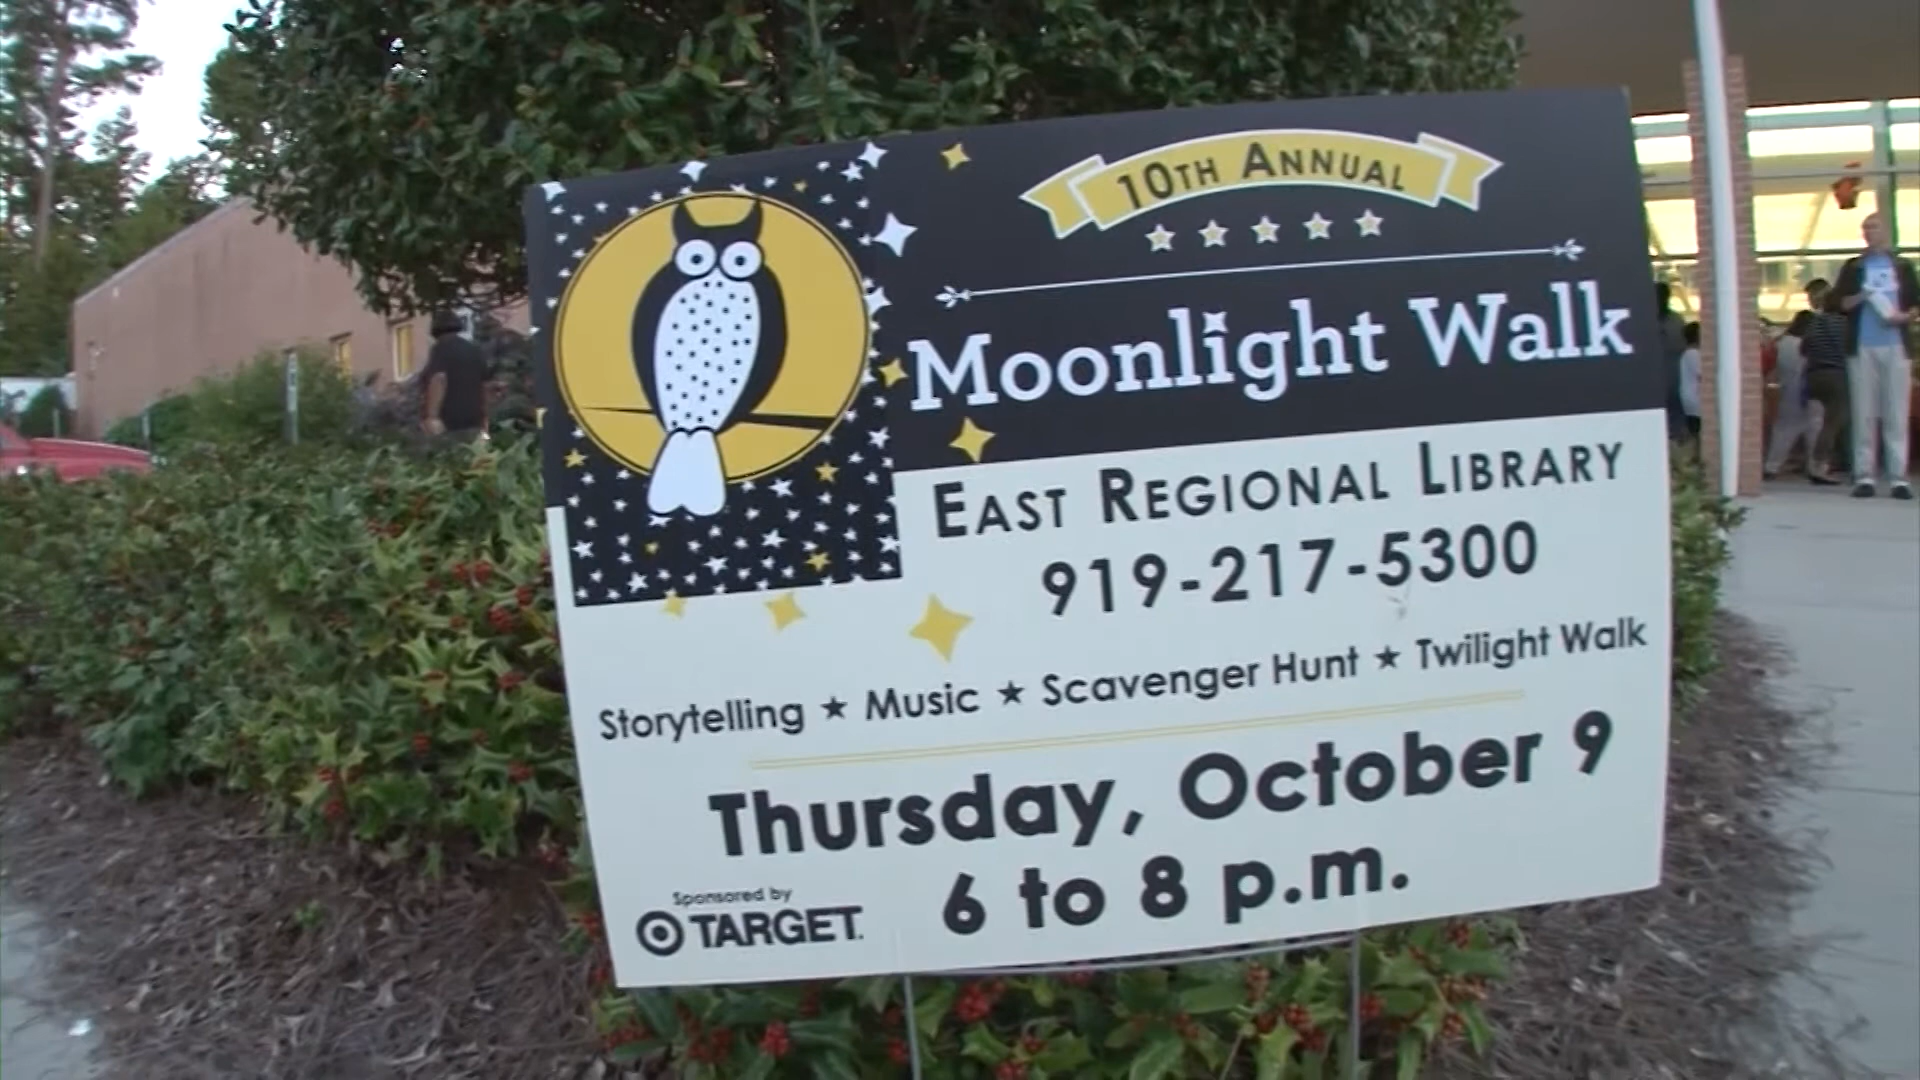 10TH ANNUAL
Moonlight Walk
EAST REGIONAL LIBRARY
919-217-5300
Storytelling ★ Music ★ Scavenger Hunt ★ Twilight Walk
Thursday, October 9
6 to 8 p.m.
Sponsored by
TARGET.